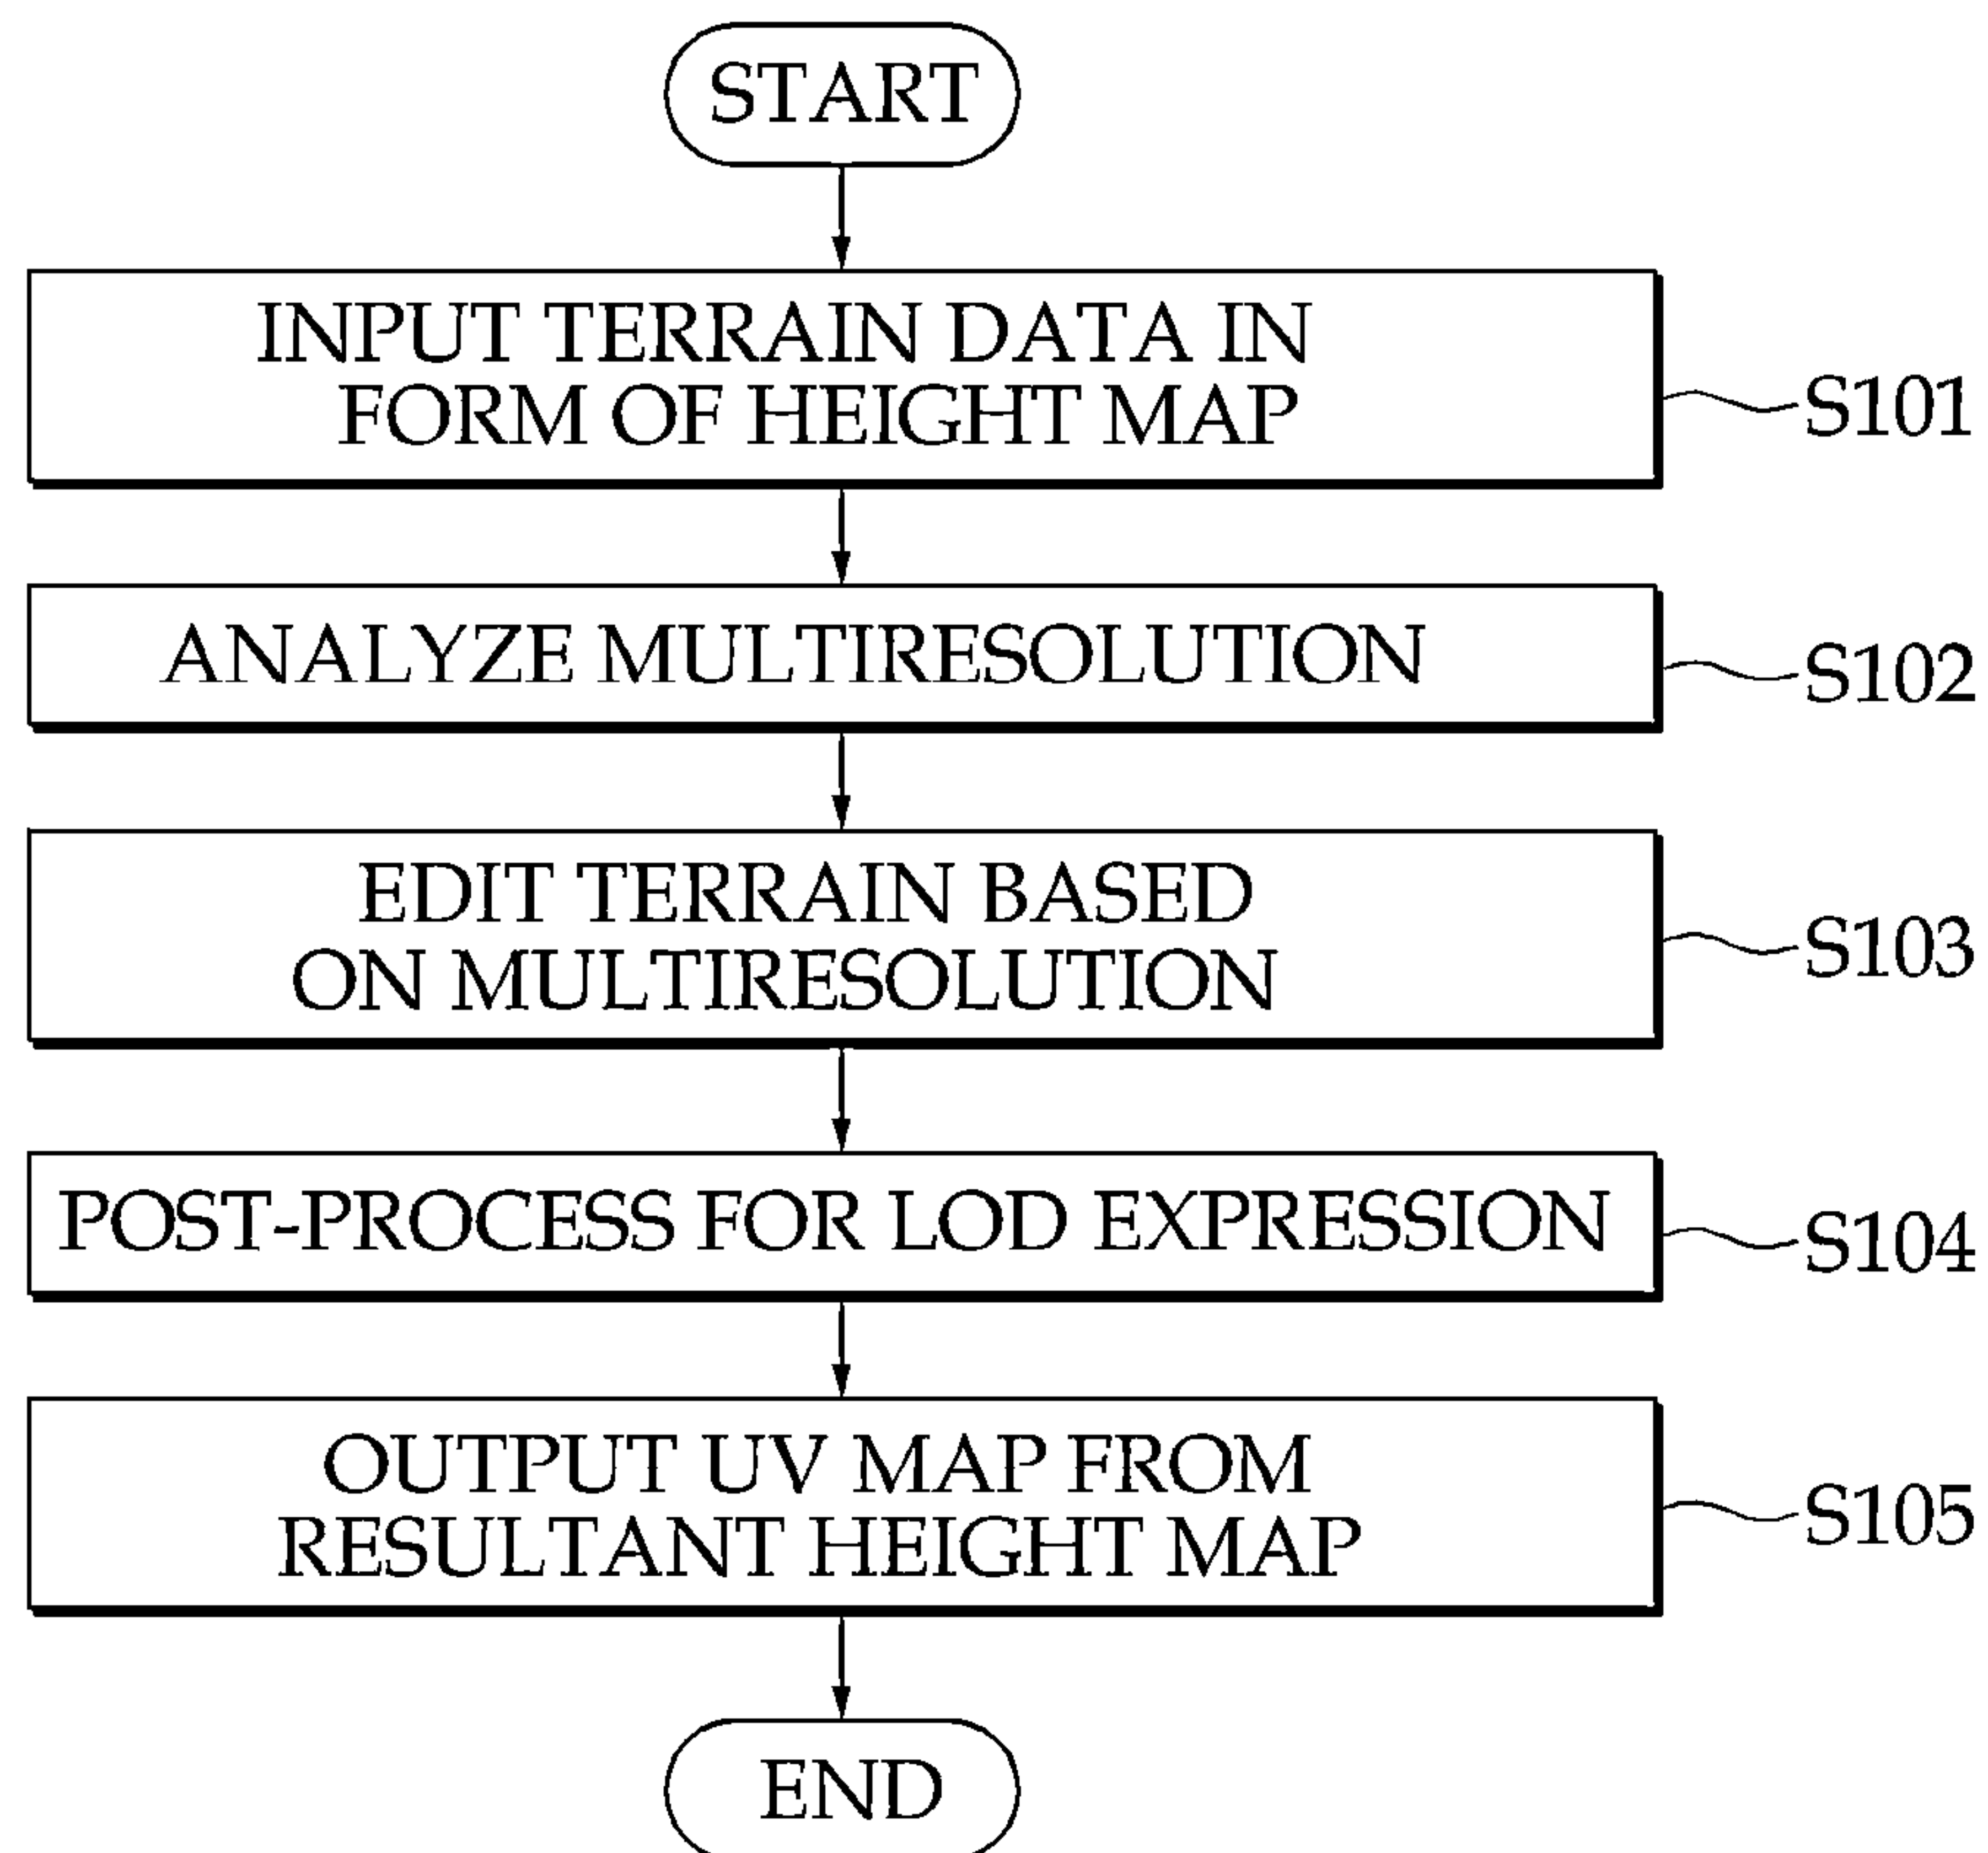 START
INPUT TERRAIN DATA IN
FORM OF HEIGHT MAP
S101
ANALYZE MULTIRESOLUTION
S102
EDIT TERRAIN BASED
ON MULTIRESOLUTION
S103
POST-PROCESS FOR LOD EXPRESSION
S104
OUTPUT UV MAP FROM
RESULTANT HEIGHT MAP
S105
END